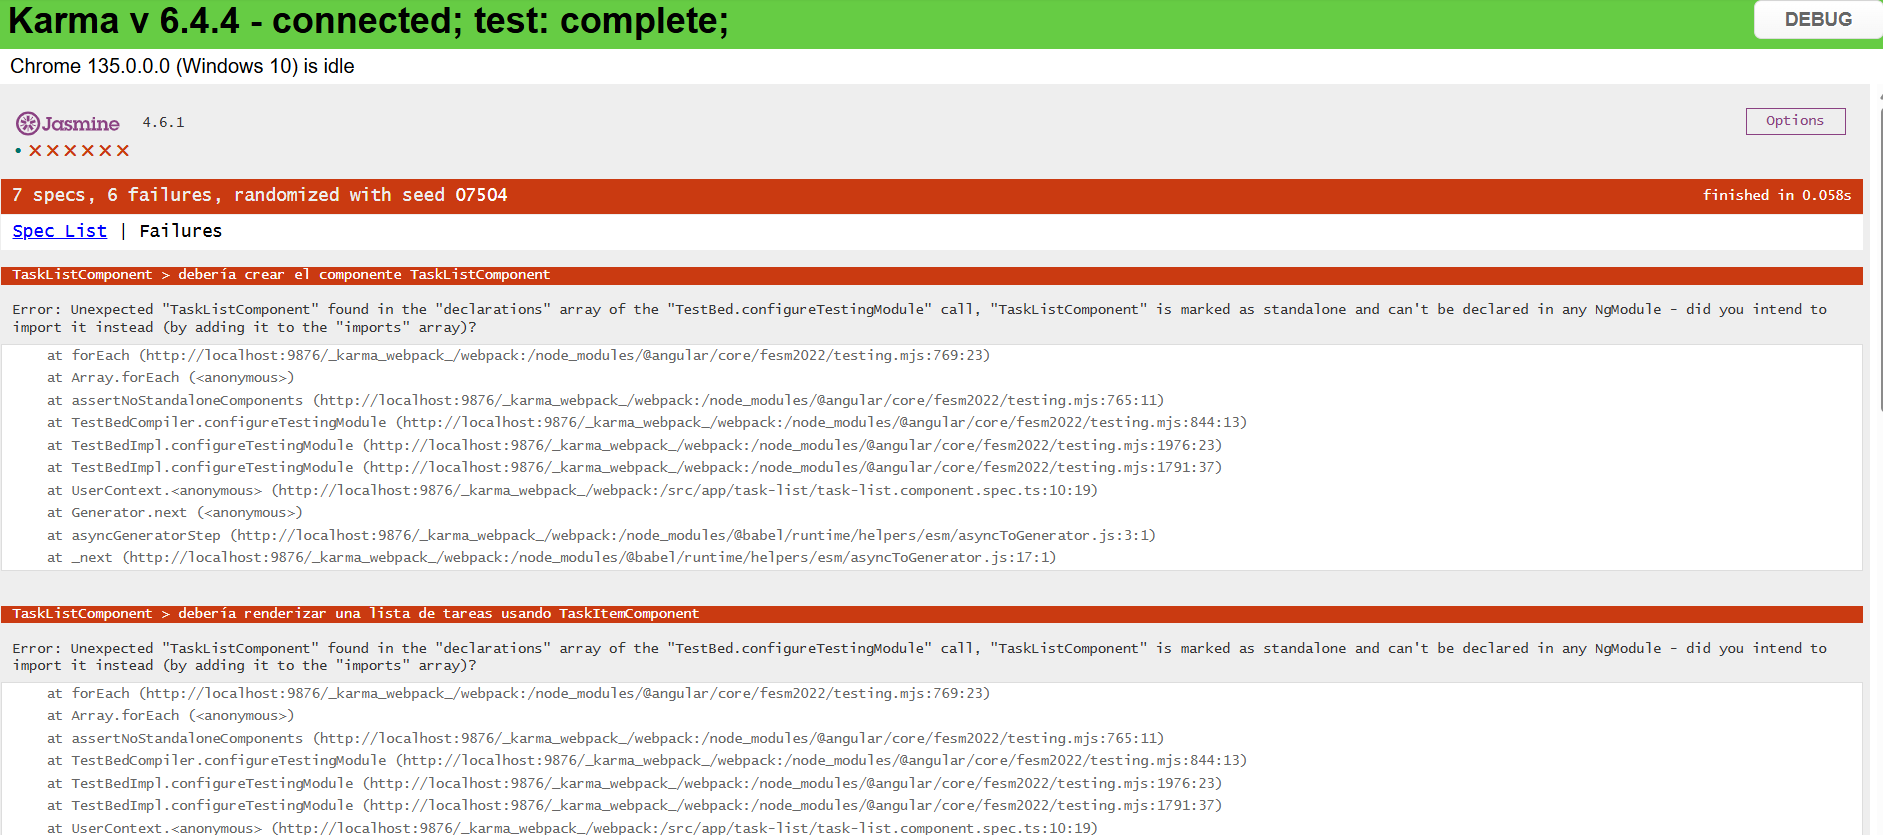 Karma v 6.4.4 - connected; test: complete;
DEBUG
Chrome 135.0.0.0 (Windows 10) is idle
Jasmine 4.6.1
Options
• ✕✕✕✕✕✕
7 specs, 6 failures, randomized with seed 07504
finished in 0.058s
Spec List | Failures
TaskListComponent > debería crear el componente TaskListComponent
Error: Unexpected "TaskListComponent" found in the "declarations" array of the "TestBed.configureTestingModule" call, "TaskListComponent" is marked as standalone and can't be declared in any NgModule - did you intend to
import it instead (by adding it to the "imports" array)?
at forEach (http://localhost:9876/_karma_webpack_/webpack:/node_modules/@angular/core/fesm2022/testing.mjs:769:23)
at Array.forEach (<anonymous>)
at assertNoStandaloneComponents (http://localhost:9876/_karma_webpack_/webpack:/node_modules/@angular/core/fesm2022/testing.mjs:765:11)
at TestBedCompiler.configureTestingModule (http://localhost:9876/_karma_webpack_/webpack:/node_modules/@angular/core/fesm2022/testing.mjs:844:13)
at TestBedImpl.configureTestingModule (http://localhost:9876/_karma_webpack_/webpack:/node_modules/@angular/core/fesm2022/testing.mjs:1976:23)
at TestBedImpl.configureTestingModule (http://localhost:9876/_karma_webpack_/webpack:/node_modules/@angular/core/fesm2022/testing.mjs:1791:37)
at UserContext.<anonymous> (http://localhost:9876/_karma_webpack_/webpack:/src/app/task-list/task-list.component.spec.ts:10:19)
at Generator.next (<anonymous>)
at asyncGeneratorStep (http://localhost:9876/_karma_webpack_/webpack:/node_modules/@babel/runtime/helpers/esm/asyncToGenerator.js:3:1)
at _next (http://localhost:9876/_karma_webpack_/webpack:/node_modules/@babel/runtime/helpers/esm/asyncToGenerator.js:17:1)
TaskListComponent > debería renderizar una lista de tareas usando TaskItemComponent
Error: Unexpected "TaskListComponent" found in the "declarations" array of the "TestBed.configureTestingModule" call, "TaskListComponent" is marked as standalone and can't be declared in any NgModule - did you intend to
import it instead (by adding it to the "imports" array)?
at forEach (http://localhost:9876/_karma_webpack_/webpack:/node_modules/@angular/core/fesm2022/testing.mjs:769:23)
at Array.forEach (<anonymous>)
at assertNoStandaloneComponents (http://localhost:9876/_karma_webpack_/webpack:/node_modules/@angular/core/fesm2022/testing.mjs:765:11)
at TestBedCompiler.configureTestingModule (http://localhost:9876/_karma_webpack_/webpack:/node_modules/@angular/core/fesm2022/testing.mjs:844:13)
at TestBedImpl.configureTestingModule (http://localhost:9876/_karma_webpack_/webpack:/node_modules/@angular/core/fesm2022/testing.mjs:1976:23)
at TestBedImpl.configureTestingModule (http://localhost:9876/_karma_webpack_/webpack:/node_modules/@angular/core/fesm2022/testing.mjs:1791:37)
at UserContext.<anonymous> (http://localhost:9876/_karma_webpack_/webpack:/src/app/task-list/task-list.component.spec.ts:10:19)